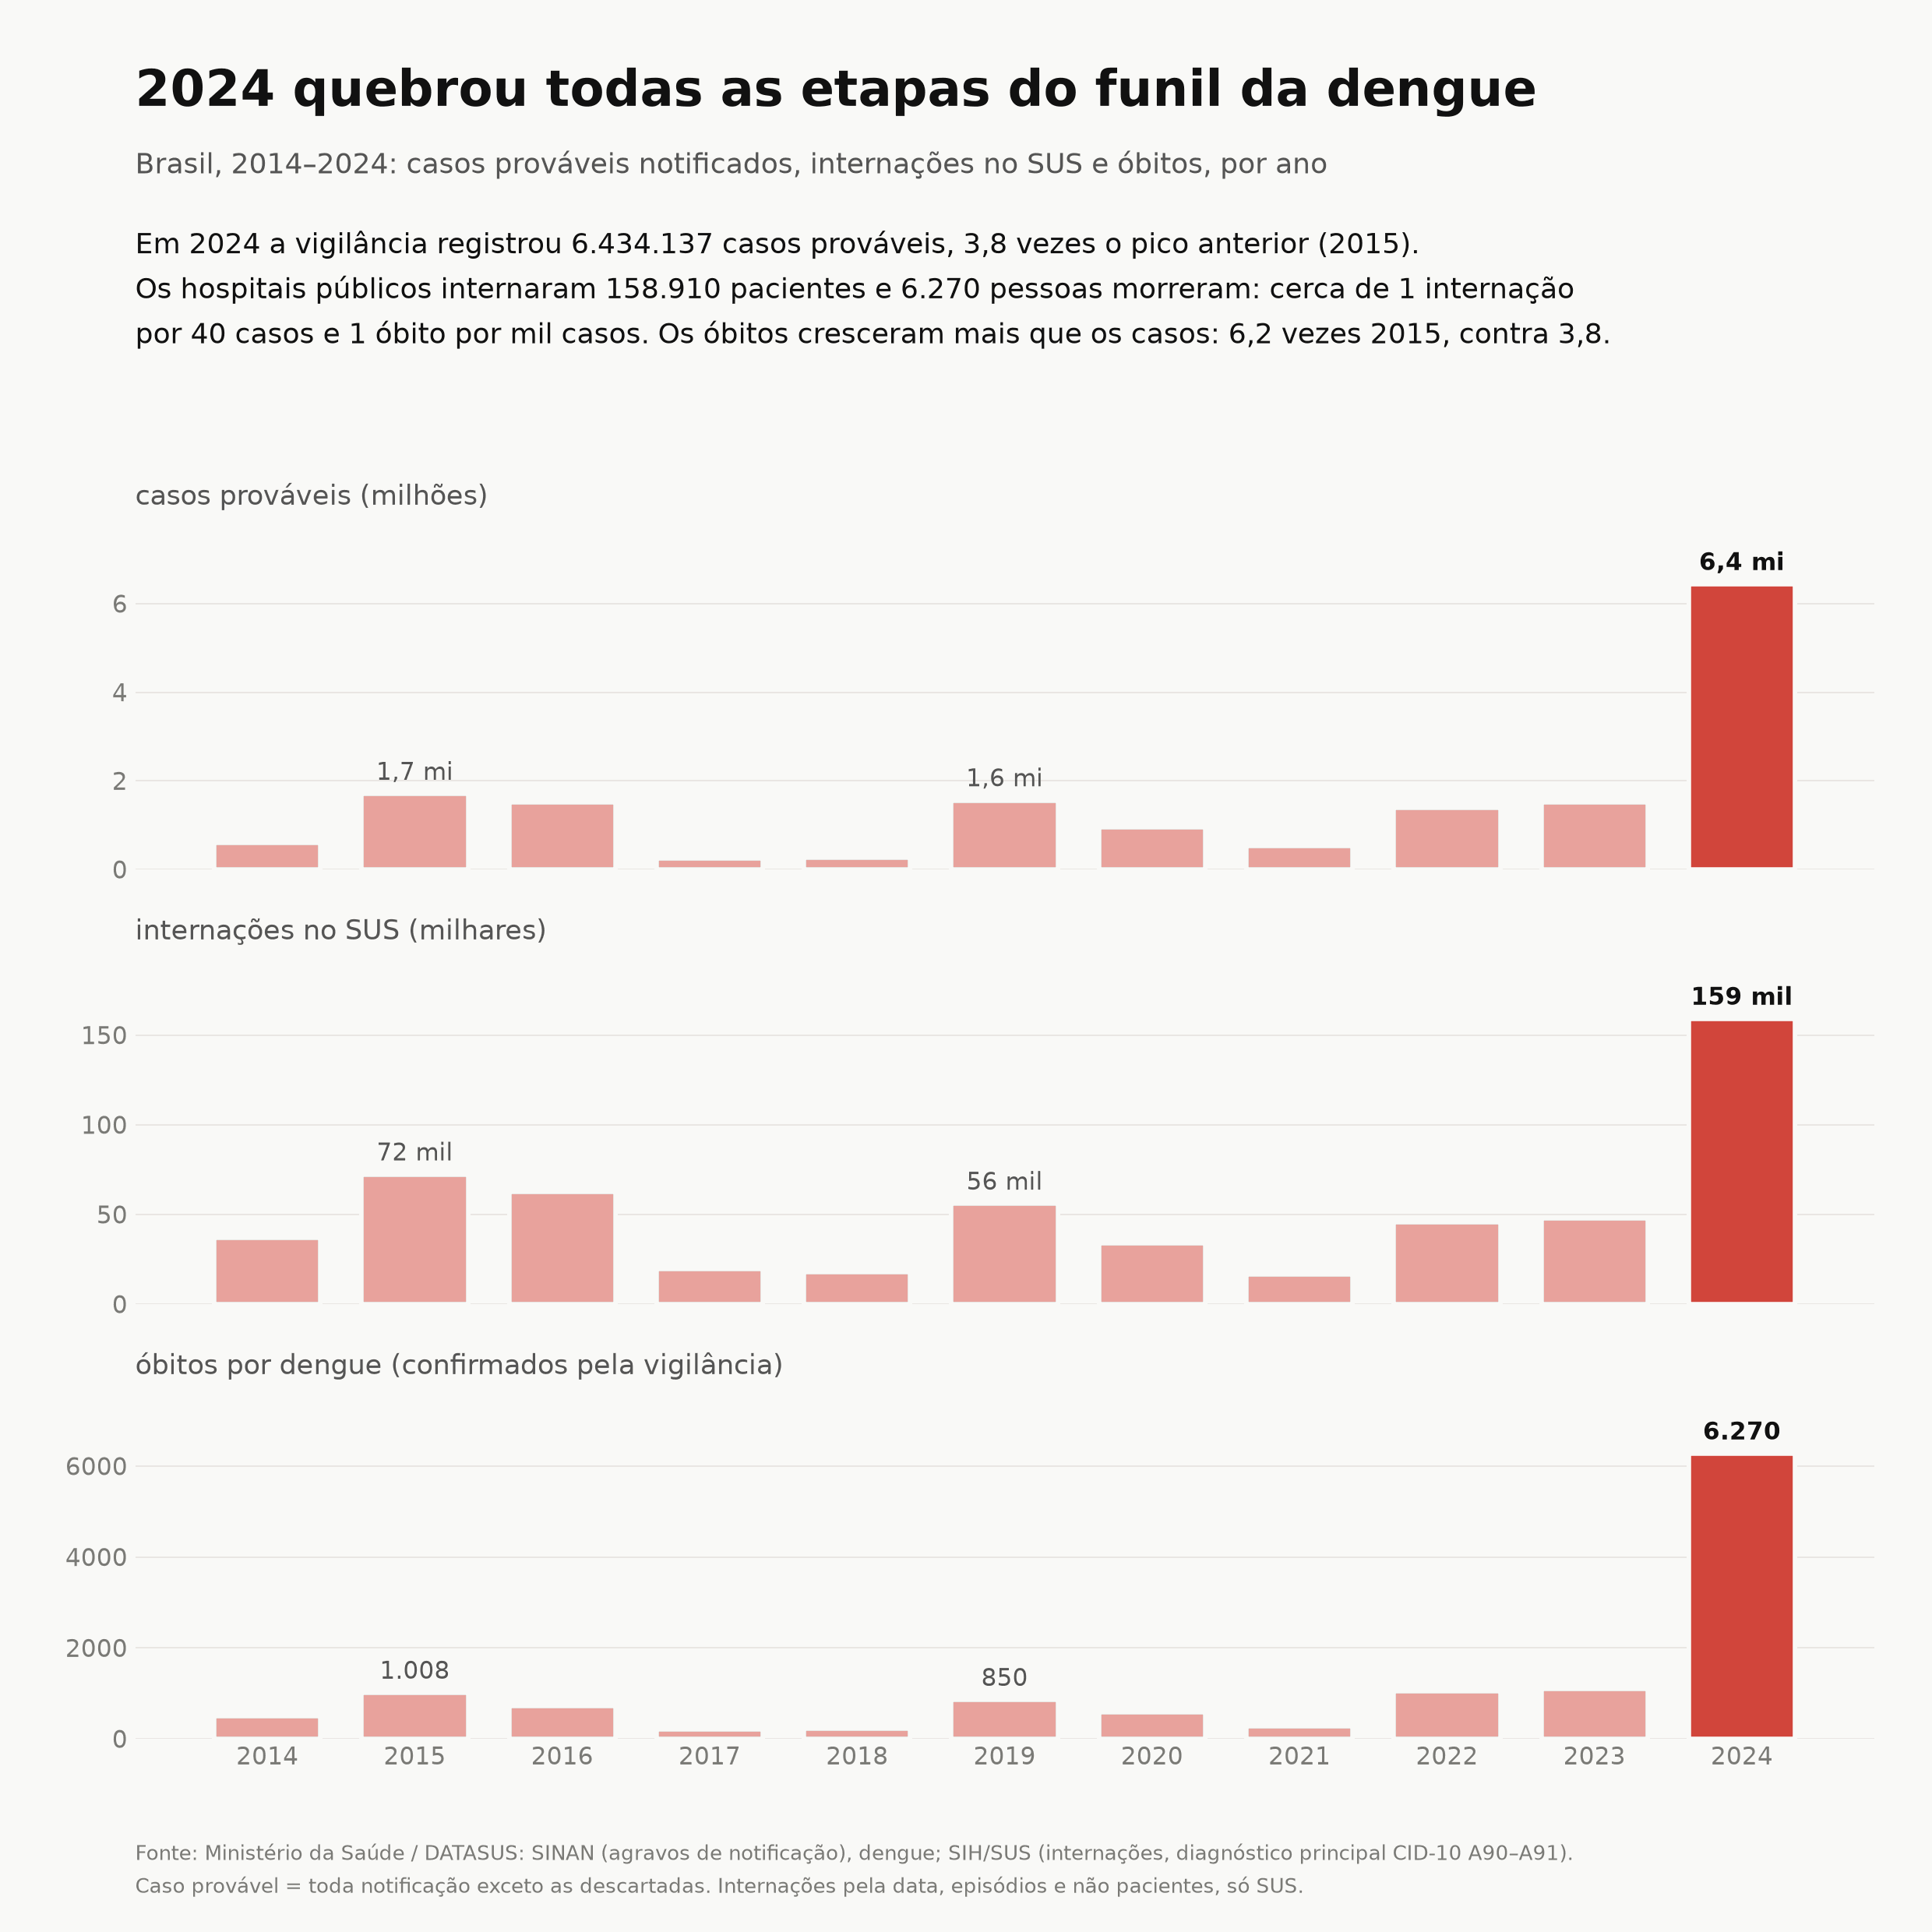 2024 quebrou todas as etapas do funil da dengue
Brasil, 2014–2024: casos prováveis notificados, internações no SUS e óbitos, por ano
Em 2024 a vigilância registrou 6.434.137 casos prováveis, 3,8 vezes o pico anterior (2015).
Os hospitais públicos internaram 158.910 pacientes e 6.270 pessoas morreram: cerca de 1 internação
por 40 casos e 1 óbito por mil casos. Os óbitos cresceram mais que os casos: 6,2 vezes 2015, contra 3,8.
casos prováveis (milhões)
6,4 mi
6
4
1,7 mi
1,6 mi
2
0
internações no SUS (milhares)
159 mil
150
100
72 mil
56 mil
50
0
óbitos por dengue (confirmados pela vigilância)
6.270
6000
4000
2000
1.008
850
0
2014 2015 2016 2017 2018 2019 2020 2021 2022 2023 2024
Fonte: Ministério da Saúde / DATASUS: SINAN (agravos de notificação), dengue; SIH/SUS (internações, diagnóstico principal CID-10 A90–A91).
Caso provável = toda notificação exceto as descartadas. Internações pela data, episódios e não pacientes, só SUS.